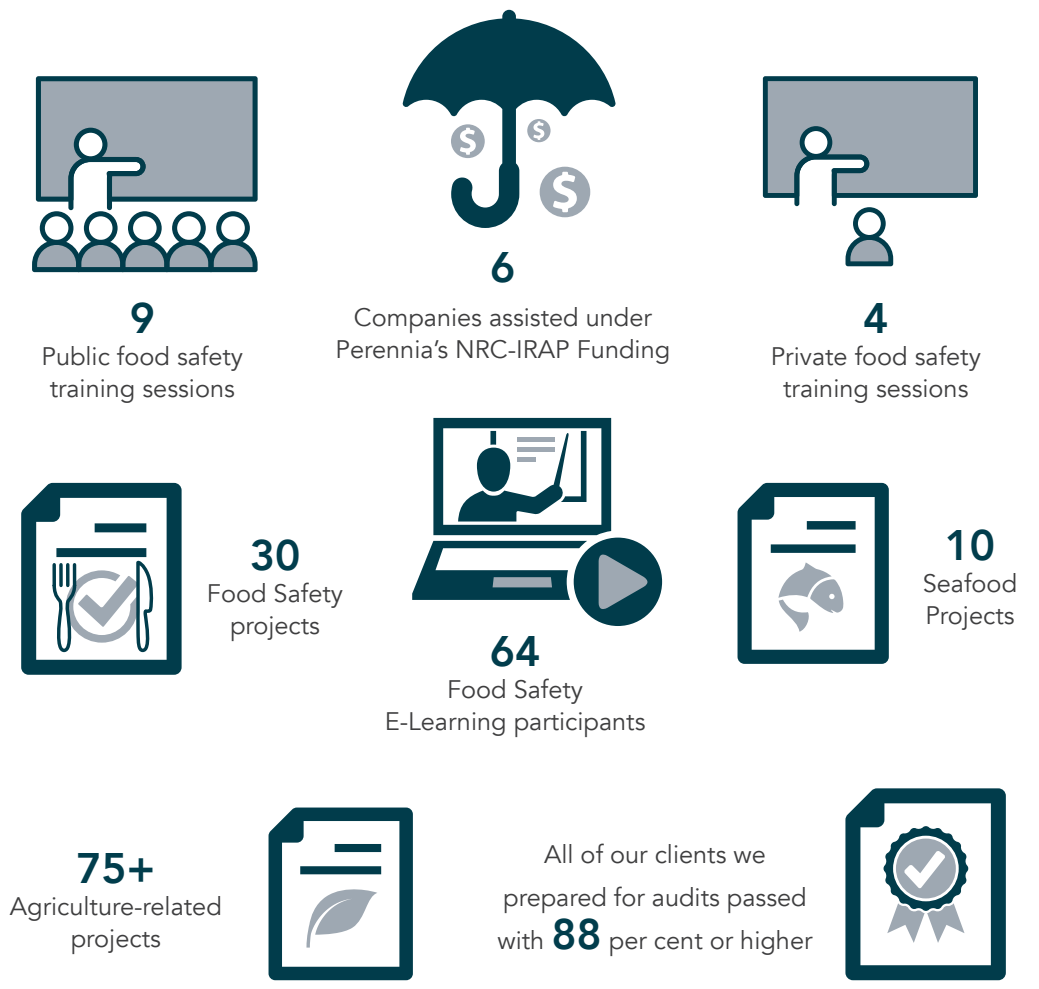 9
Public food safety
training sessions
6
Companies assisted under
Perennia’s NRC-IRAP Funding
4
Private food safety
training sessions
30
Food Safety
projects
64
Food Safety
E-Learning participants
10
Seafood
Projects
75+
Agriculture-related
projects
All of our clients we
prepared for audits passed
with 88 per cent or higher